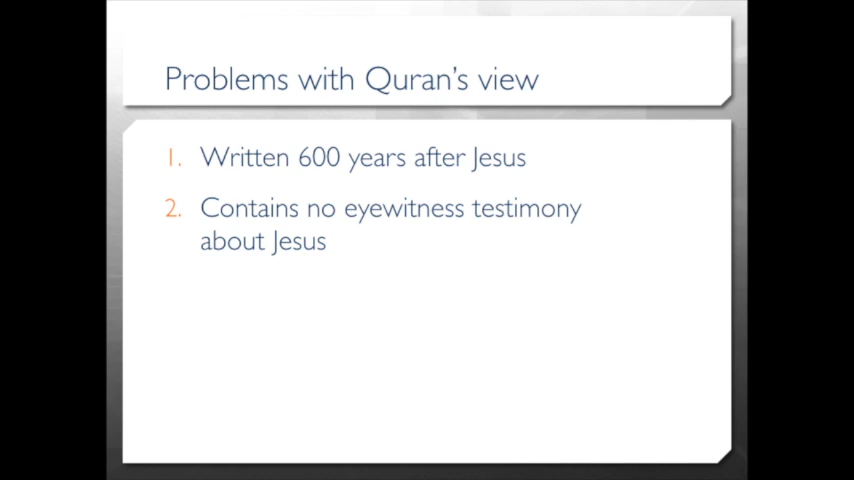 Problems with Quran's view
1. Written 600 years after Jesus
2. Contains no eyewitness testimony
about Jesus